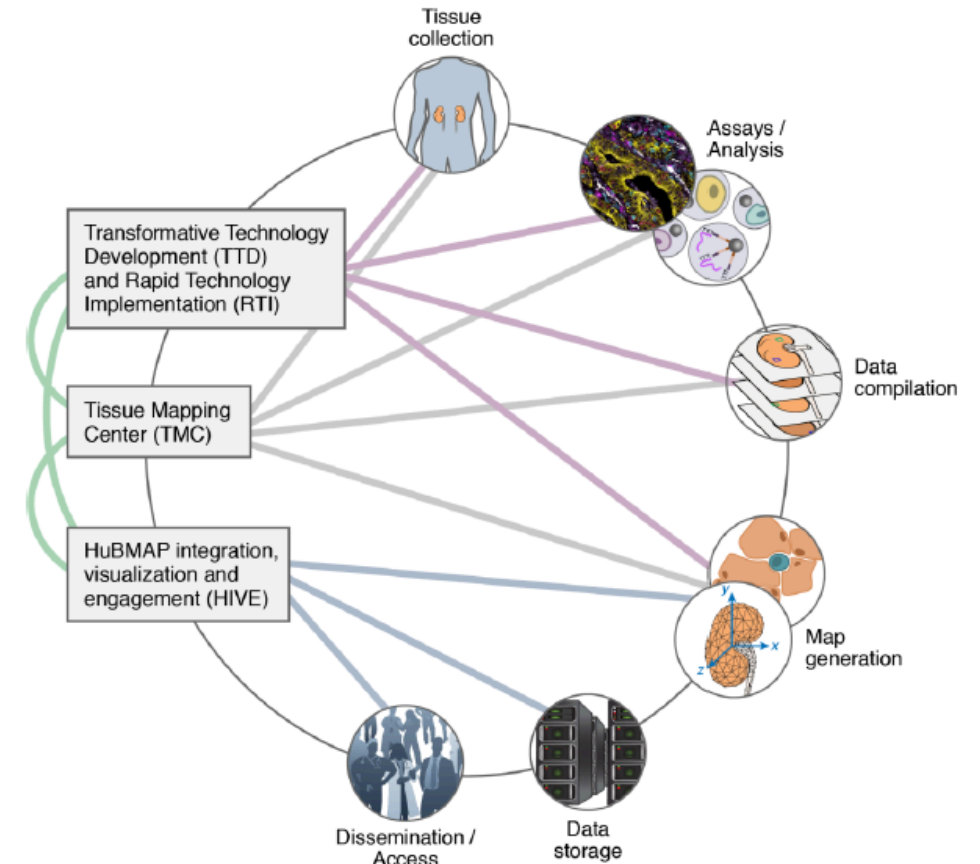 Tissue
collection
Assays /
Analysis
Transformative Technology
Development (TTD)
and Rapid Technology
Implementation (RTI)
Data
compilation
Tissue Mapping
Center (TMC)
HuBMAP integration,
visualization and
engagement (HIVE)
y
x
z
Map
generation
Dissemination /
Access
Data
storage